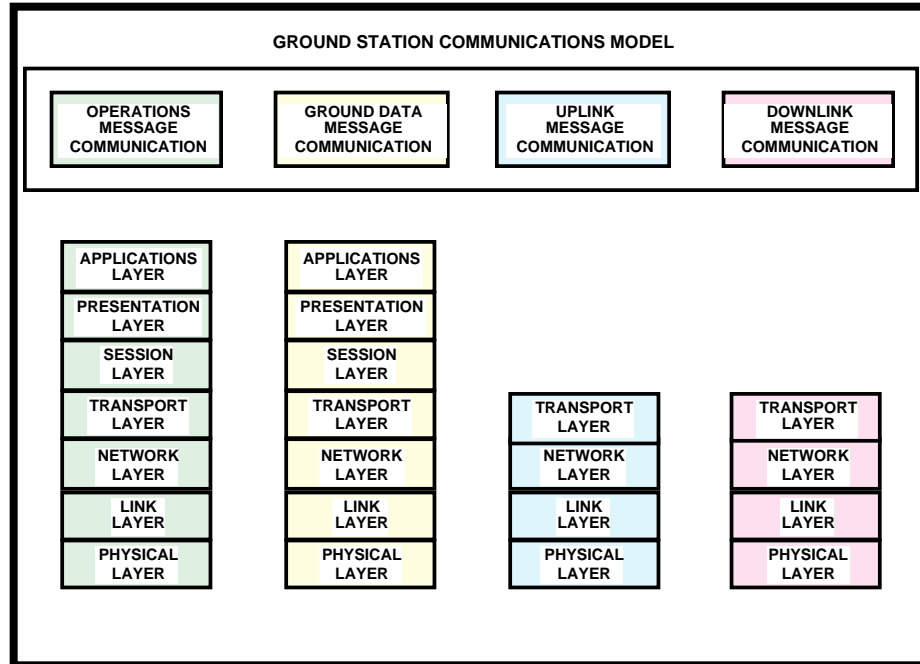 GROUND STATION COMMUNICATIONS MODEL
OPERATIONS
MESSAGE
COMMUNICATION
GROUND DATA
MESSAGE
COMMUNICATION
UPLINK
MESSAGE
COMMUNICATION
DOWNLINK
MESSAGE
COMMUNICATION
APPLICATIONS
LAYER
PRESENTATION
LAYER
SESSION
LAYER
TRANSPORT
LAYER
NETWORK
LAYER
LINK
LAYER
PHYSICAL
LAYER
APPLICATIONS
LAYER
PRESENTATION
LAYER
SESSION
LAYER
TRANSPORT
LAYER
NETWORK
LAYER
LINK
LAYER
PHYSICAL
LAYER
TRANSPORT
LAYER
NETWORK
LAYER
LINK
LAYER
PHYSICAL
LAYER
TRANSPORT
LAYER
NETWORK
LAYER
LINK
LAYER
PHYSICAL
LAYER